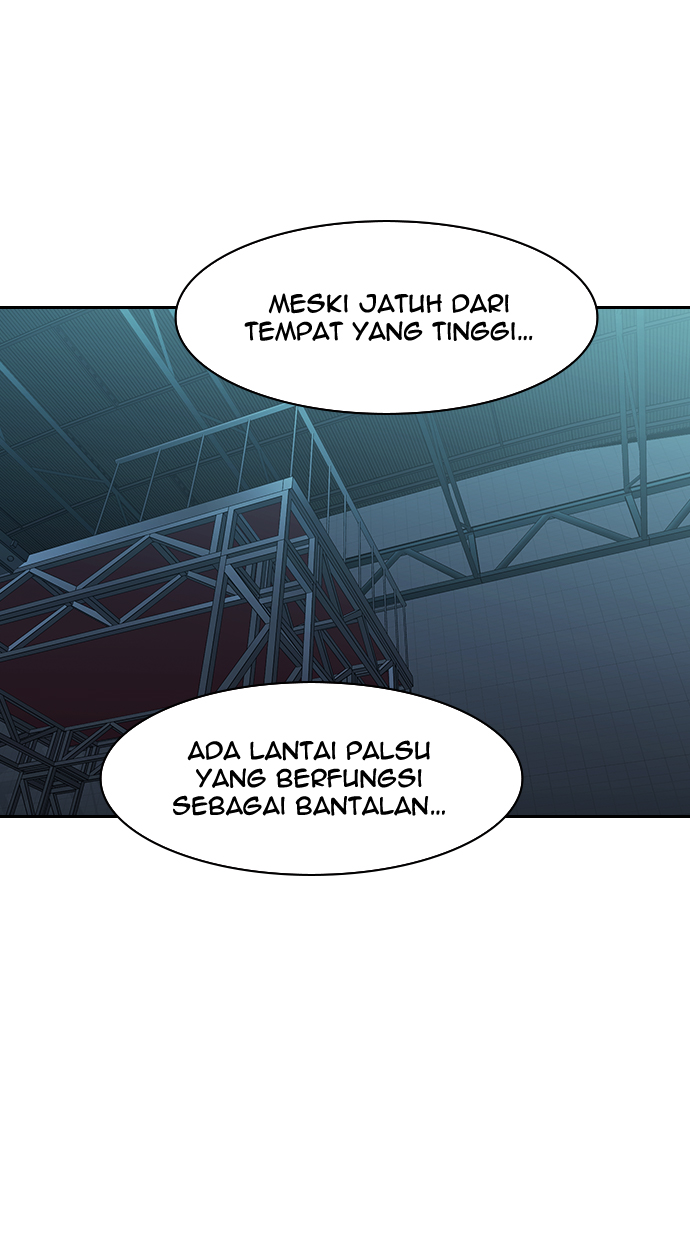 MESKI JATUH DARI
TEMPAT YANG TINGGI...
ADA LANTAI PALSU
YANG BERFUNGSI
SEBAGAI BANTALAN...